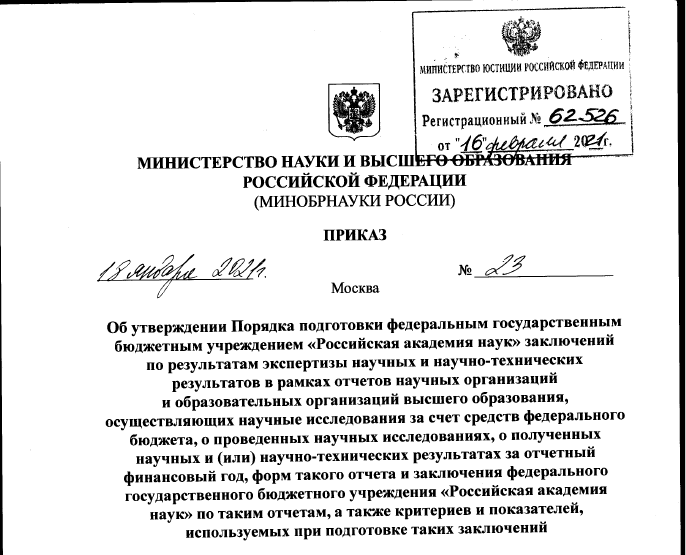 МИНИСТЕРСТВО ЮСТИЦИИ РОССИЙСКОЙ ФЕДЕРАЦИИ
ЗАРЕГИСТРИРОВАНО
Регистрационный № 62526
от "16" февраля 2021г.
МИНИСТЕРСТВО НАУКИ И ВЫСШЕГО ОБРАЗОВАНИЯ
РОССИЙСКОЙ ФЕДЕРАЦИИ
(МИНОБРНАУКИ РОССИИ)
ПРИКАЗ
18 января 2021г. № 23
Москва
Об утверждении Порядка подготовки федеральным государственным
бюджетным учреждением «Российская академия наук» заключений
по результатам экспертизы научных и научно-технических
результатов в рамках отчетов научных организаций
и образовательных организаций высшего образования,
осуществляющих научные исследования за счет средств федерального
бюджета, о проведенных научных исследованиях, о полученных
научных и (или) научно-технических результатах за отчетный
финансовый год, форм такого отчета и заключения федерального
государственного бюджетного учреждения «Российская академия
наук» по таким отчетам, а также критериев и показателей,
используемых при подготовке таких заключений